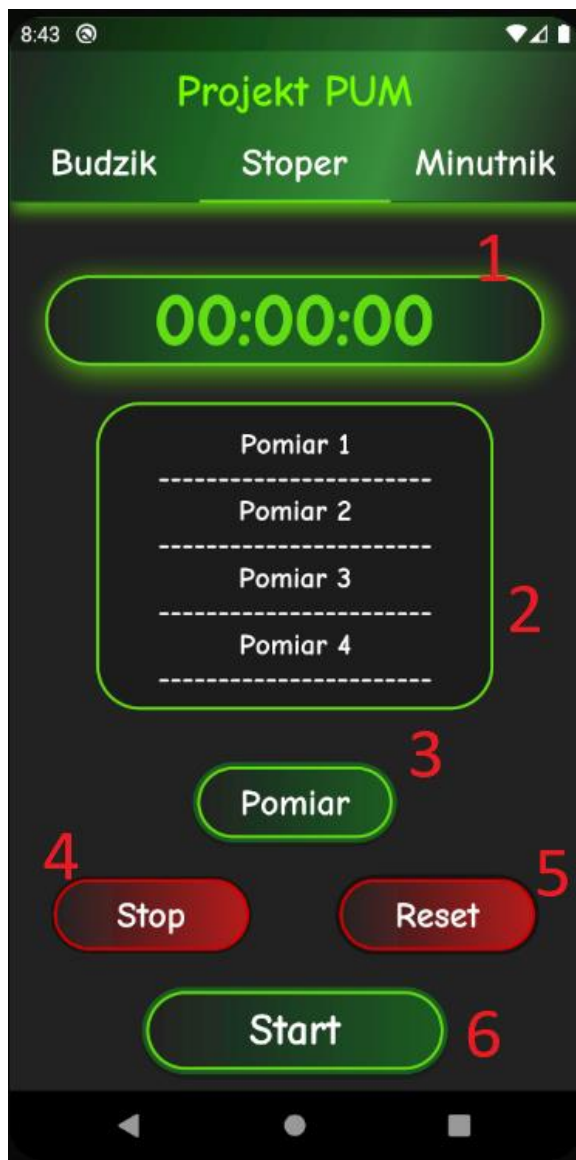 8:43
Projekt PUM
Budzik Stoper Minutnik
1
00:00:00
Pomiar 1
-----------------------
Pomiar 2
-----------------------
Pomiar 3
-----------------------
2
Pomiar 4
-----------------------
3
Pomiar
4
5
Stop Reset
Start 6